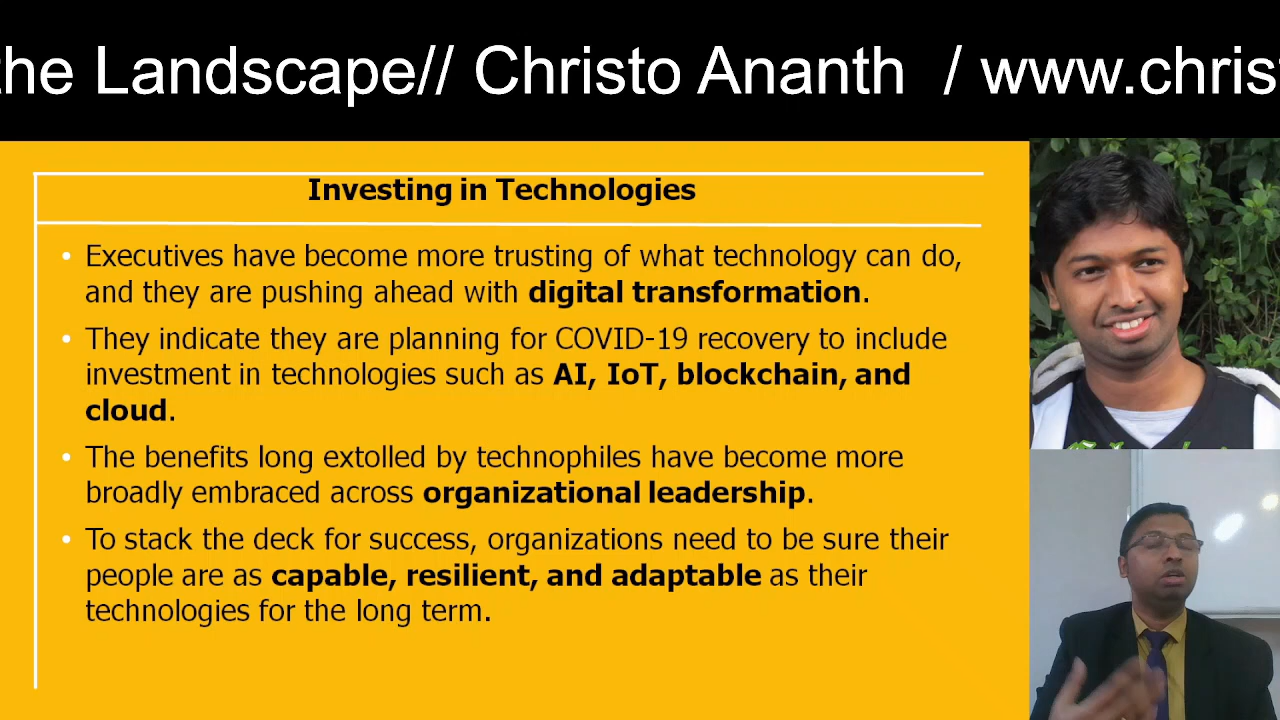 the Landscape// Christo Ananth / www.chris
Investing in Technologies
• Executives have become more trusting of what technology can do,
and they are pushing ahead with digital transformation.
• They indicate they are planning for COVID-19 recovery to include
investment in technologies such as AI, IoT, blockchain, and
cloud.
• The benefits long extolled by technophiles have become more
broadly embraced across organizational leadership.
• To stack the deck for success, organizations need to be sure their
people are as capable, resilient, and adaptable as their
technologies for the long term.